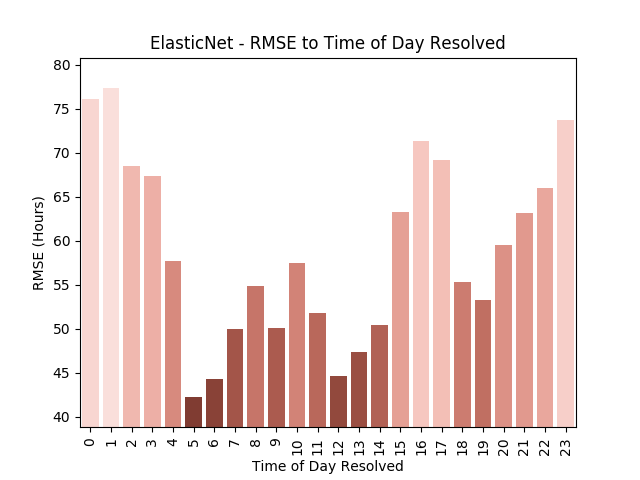 ElasticNet - RMSE to Time of Day Resolved
80
75
70
65
60
55
50
45
40
RMSE (Hours)
0 1 2 3 4 5 6 7 8 9 10 11 12 13 14 15 16 17 18 19 20 21 22 23
Time of Day Resolved